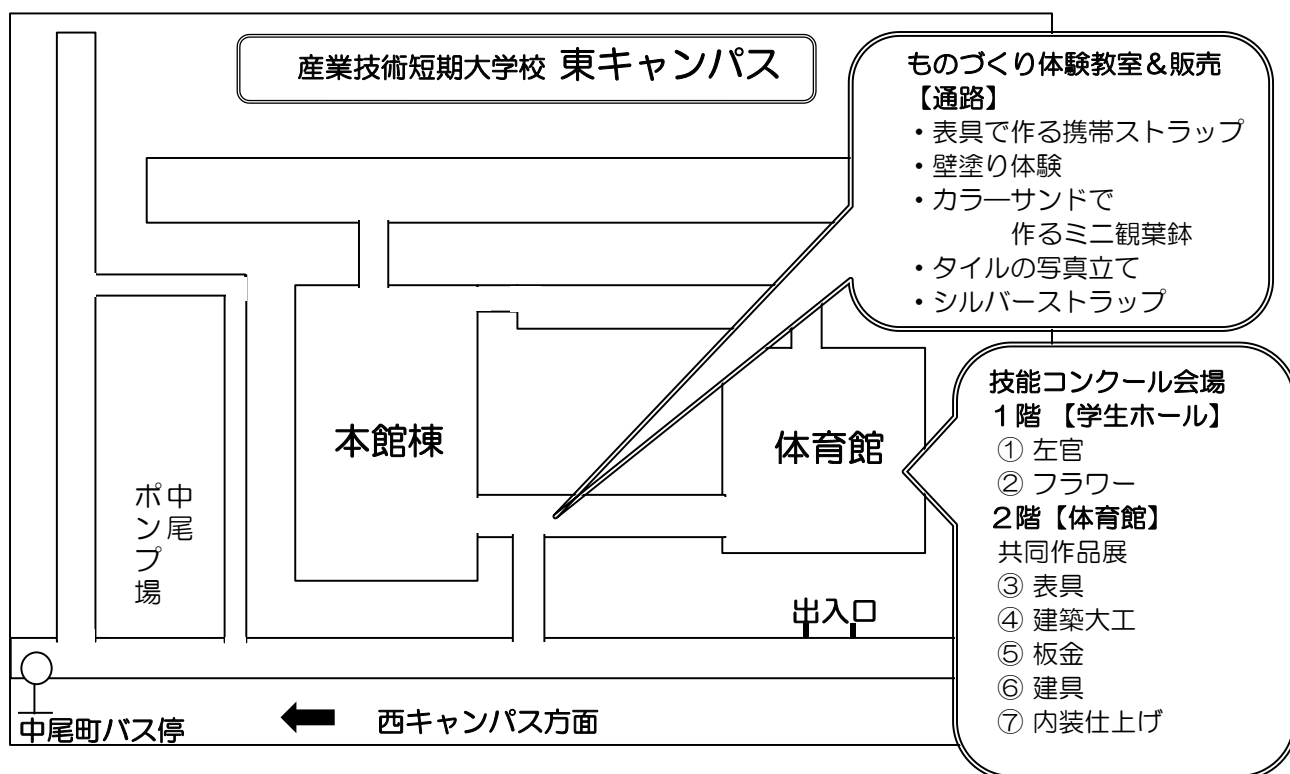 産業技術短期大学校 東キャンパス
ものづくり体験教室＆販売
【通路】
・表具で作る携帯ストラップ
・壁塗り体験
・カラーサンドで
作るミニ観葉鉢
・タイルの写真立て
・シルバーストラップ
技能コンクール会場
１階 【学生ホール】
① 左官
② フラワー
２階【体育館】
共同作品展
③ 表具
④ 建築大工
⑤ 板金
⑥ 建具
⑦ 内装仕上げ
本館棟
体育館
中尾
ポンプ場
出入口
中尾町バス停
西キャンパス方面